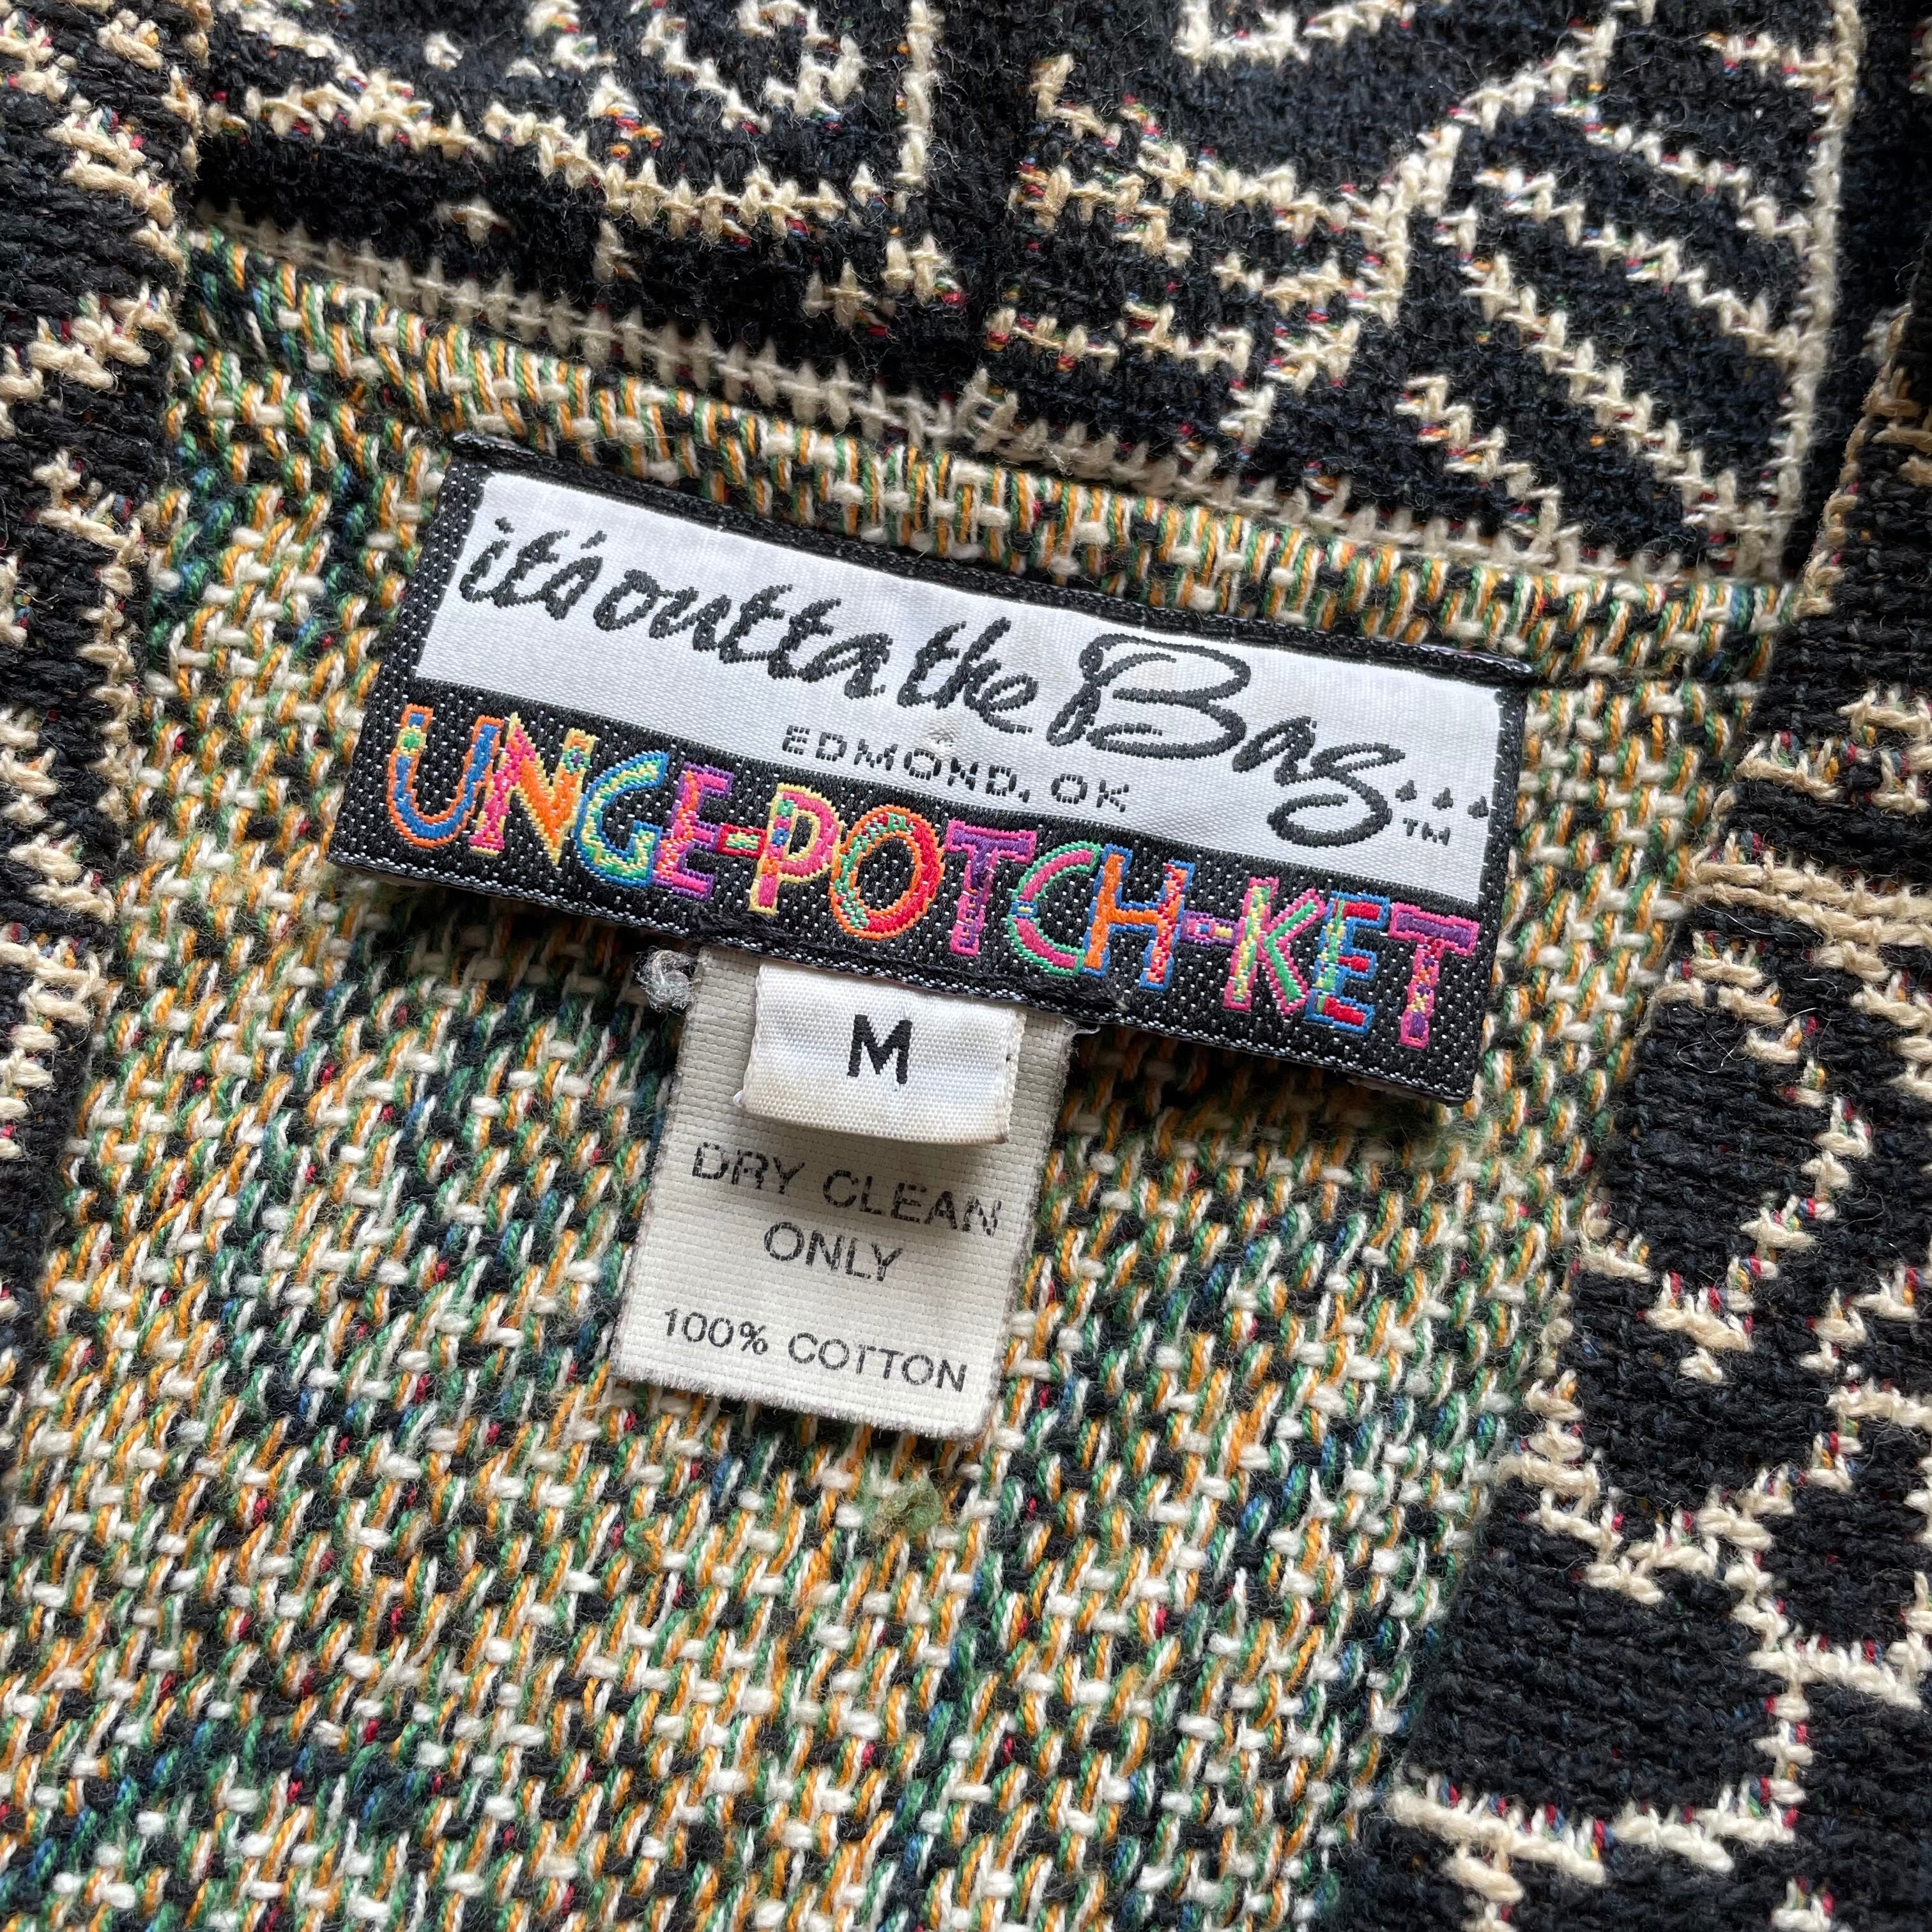 it's outta the Bag...
EDMOND, OK
TM
UNGE-POTCH-KET
M
DRY CLEAN
ONLY
100% COTTON